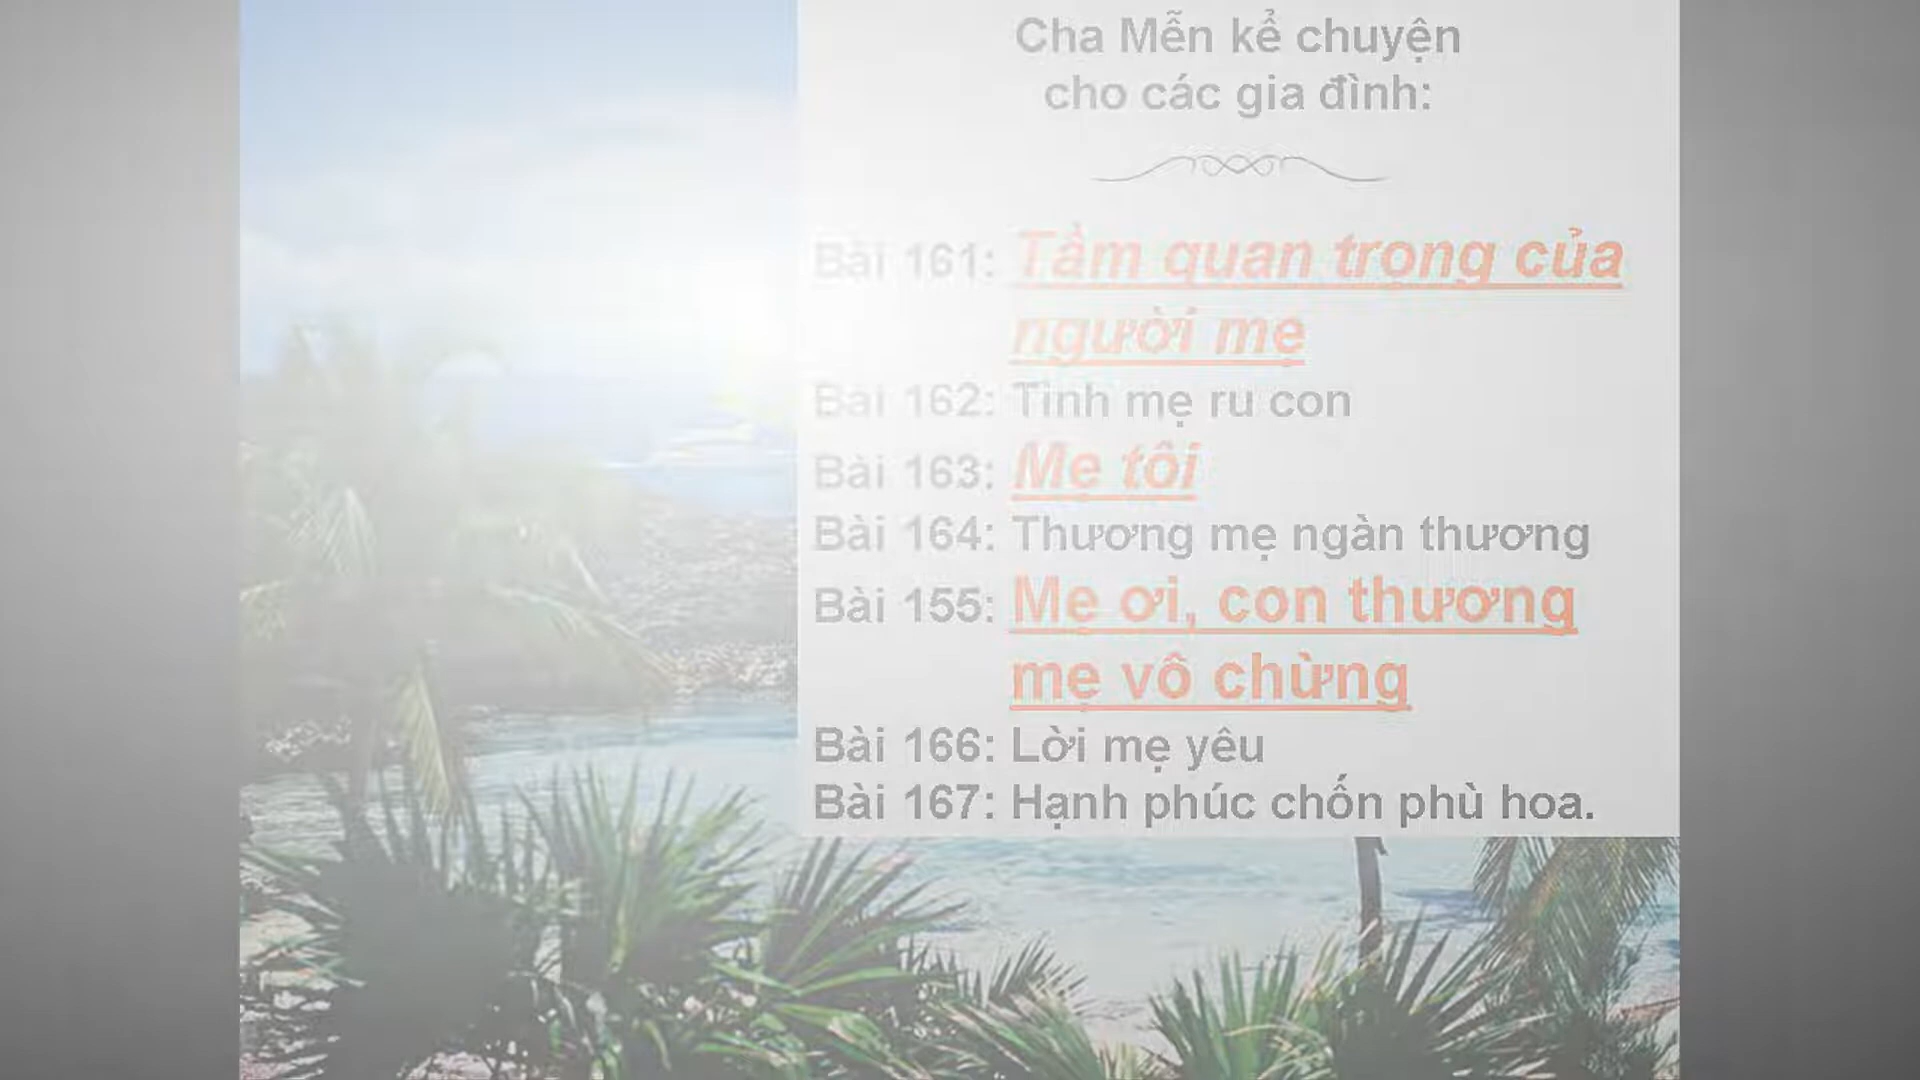 Cha Mễn kể chuyện
cho các gia đình:
Bài 161: Tầm quan trọng của
người mẹ
Bài 162: Tình mẹ ru con
Bài 163: Mẹ tôi
Bài 164: Thương mẹ ngàn thương
Bài 155: Mẹ ơi, con thương
mẹ vô chừng
Bài 166: Lời mẹ yêu
Bài 167: Hạnh phúc chốn phù hoa.